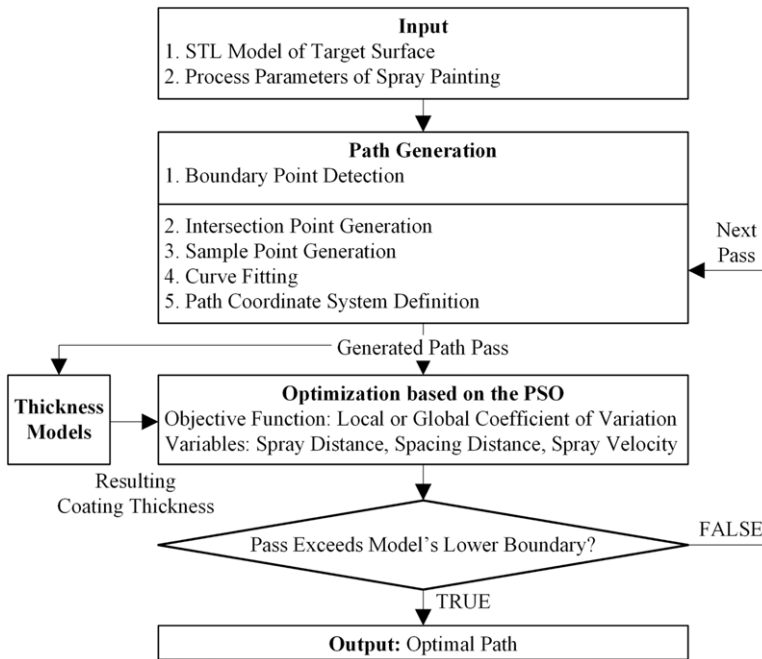 Input
1. STL Model of Target Surface
2. Process Parameters of Spray Painting
Path Generation
1. Boundary Point Detection
2. Intersection Point Generation
3. Sample Point Generation
4. Curve Fitting
5. Path Coordinate System Definition
Next
Pass
Generated Path Pass
Thickness
Models
Optimization based on the PSO
Objective Function: Local or Global Coefficient of Variation
Variables: Spray Distance, Spacing Distance, Spray Velocity
Resulting
Coating Thickness
Pass Exceeds Model's Lower Boundary?
FALSE
TRUE
Output: Optimal Path